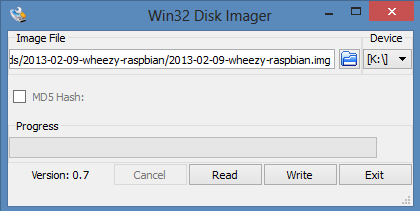 Win32 Disk Imager
Image File
Device
ds/2013-02-09-wheezy-raspbian/2013-02-09-wheezy-raspbian.img
[K:\]
MD5 Hash:
Progress
Version: 0.7
Cancel
Read
Write
Exit